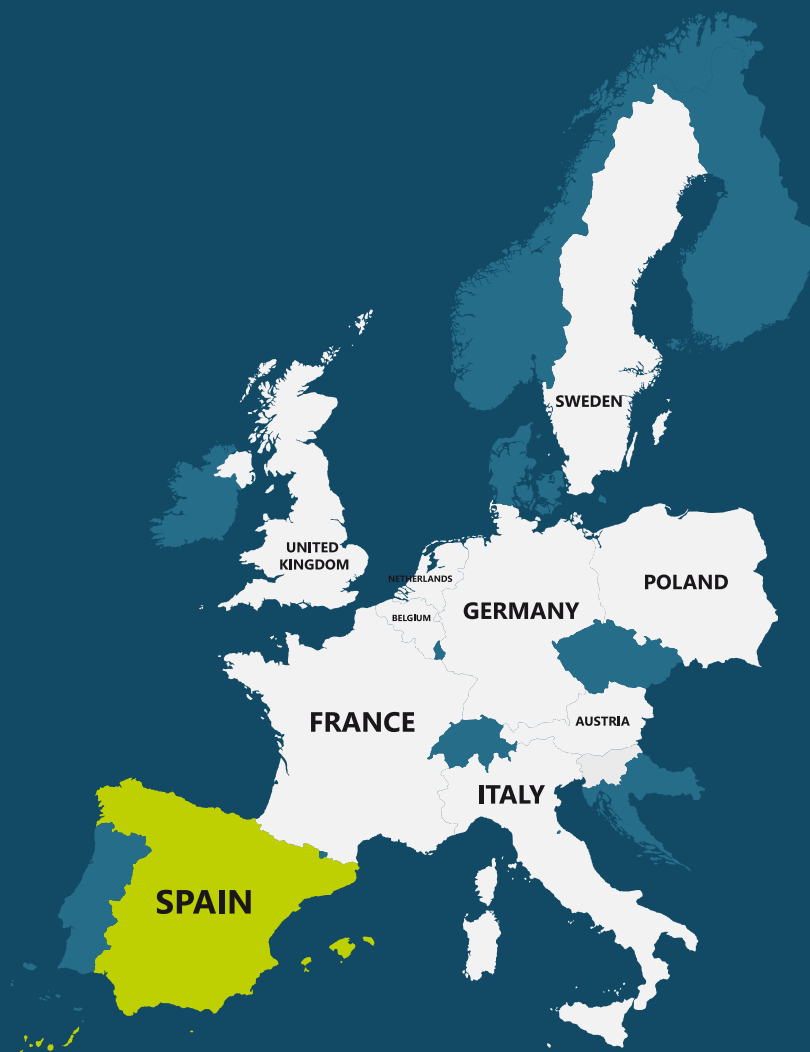 SWEDEN
UNITED
KINGDOM
NETHERLANDS
POLAND
GERMANY
BELGIUM
FRANCE
AUSTRIA
ITALY
SPAIN